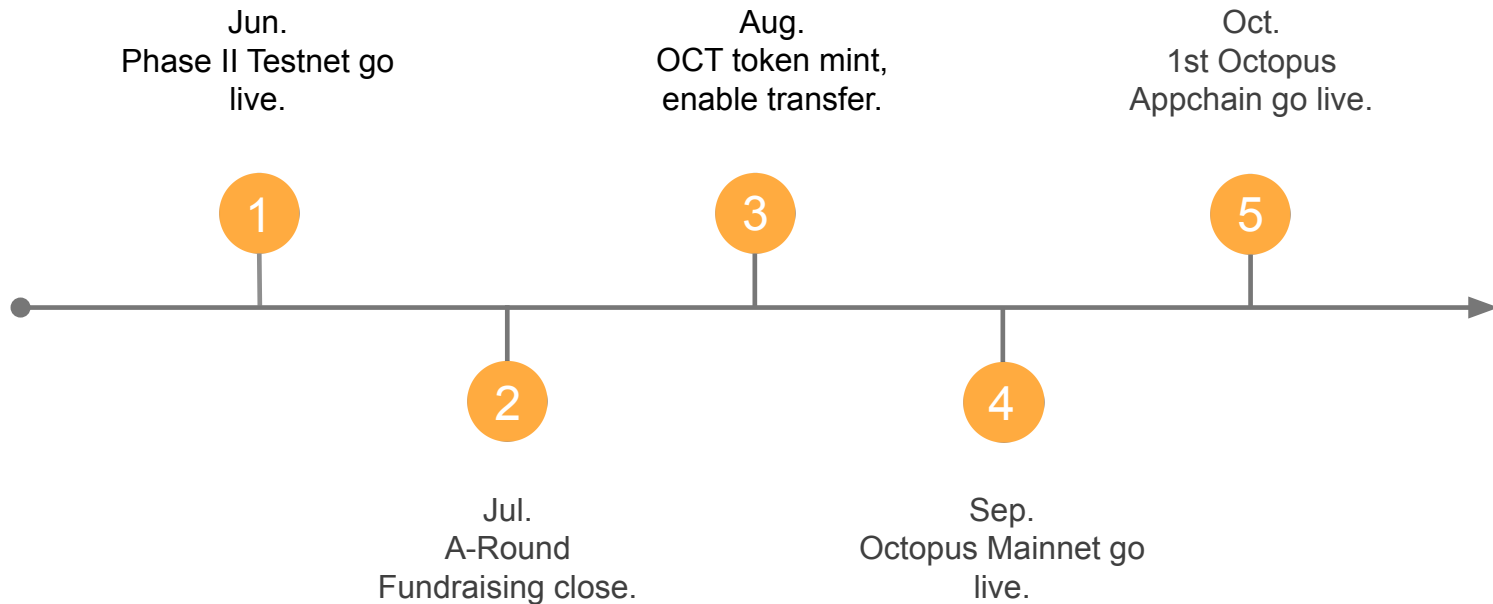 Jun.
Phase II Testnet go
live.
1
Jul.
A-Round
Fundraising close.
2
Aug.
OCT token mint,
enable transfer.
3
Sep.
Octopus Mainnet go
live.
4
Oct.
1st Octopus
Appchain go live.
5